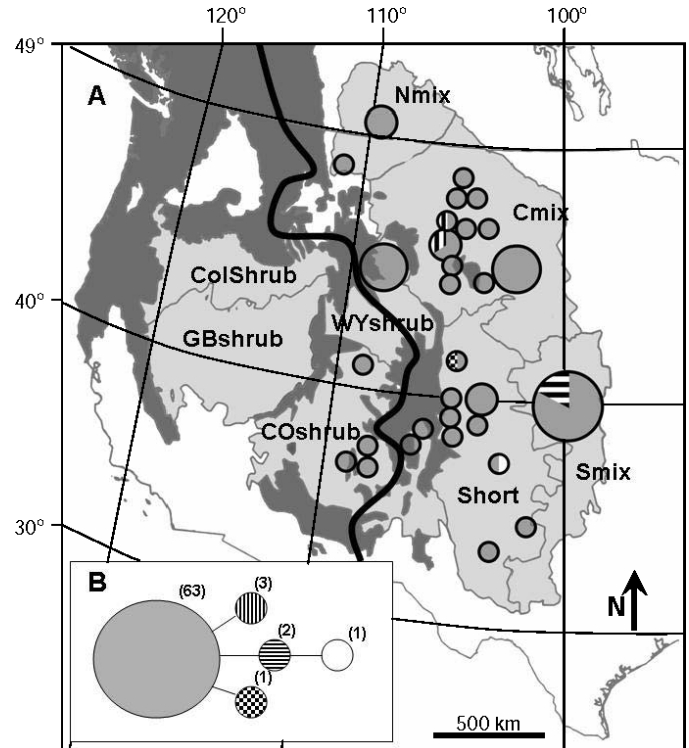 120° 110° 100°
49°
A
Nmix
Cmix
ColShrub
40°
WYshrub
GBshrub
COshrub
Smix
Short
30°
B
(63)
(3)
(2)
(1)
(1)
N
500 km